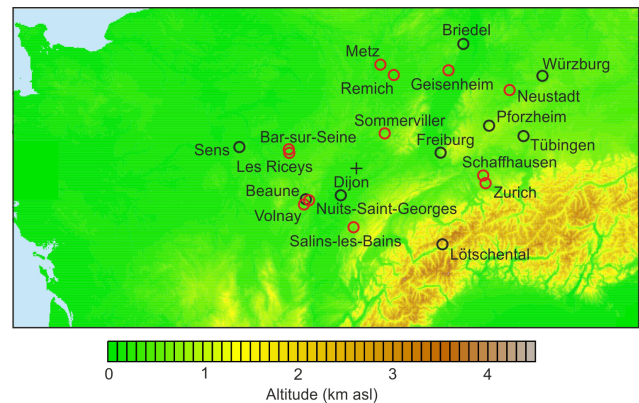 Briedel
Metz
Würzburg
Remich
Geisenheim
Neustadt
Pforzheim
Sommerviller
Bar-sur-Seine
Freiburg
Tübingen
Sens
Les Riceys
Schaffhausen
Beaune
Dijon
Zurich
Volnay
Nuits-Saint-Georges
Salins-les-Bains
Lötschental
0 1 2 3 4
Altitude (km asl)